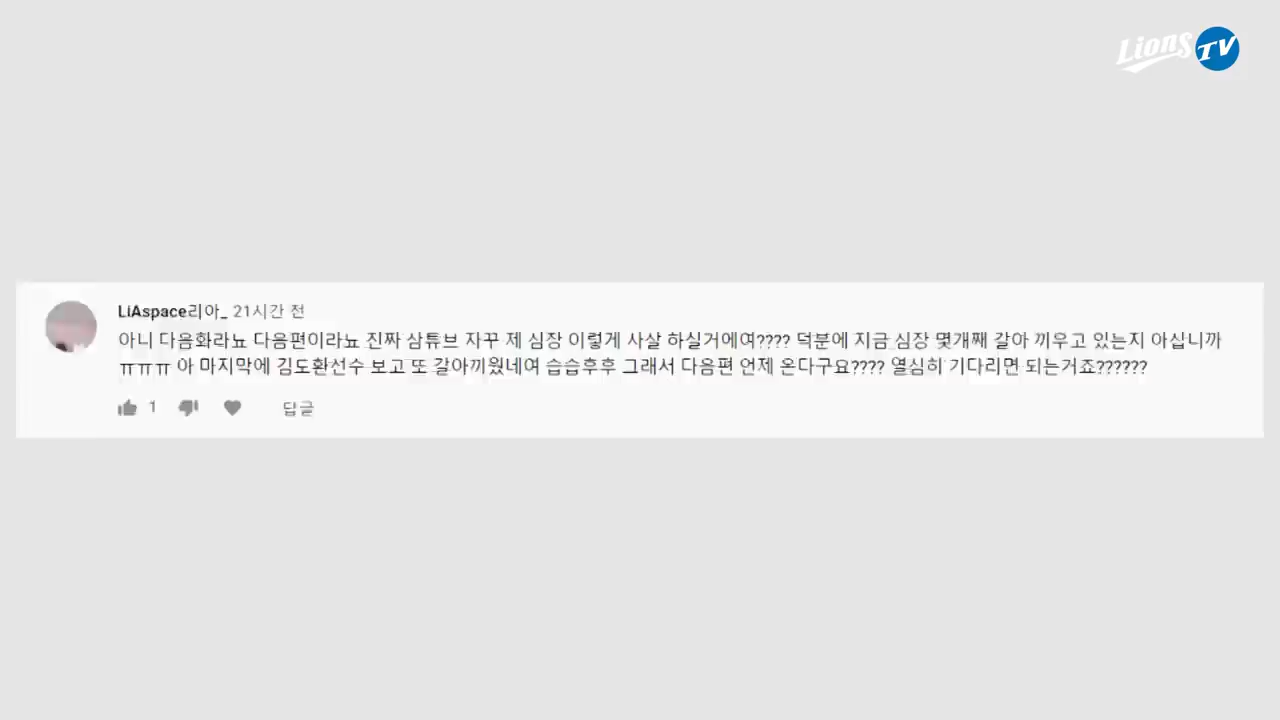 Lions TV
LiAspace리아_ 21시간 전
아니 다음화라뇨 다음편이라뇨 진짜 삼튜브 자꾸 제 심장 이렇게 사살 하실거에여???? 덕분에 지금 심장 몇개째 갈아 끼우고 있는지 아십니까
ㅠㅠㅠ 아 마지막에 김도환선수 보고 또 갈아끼웠네여 습습후후 그래서 다음편 언제 온다구요???? 열심히 기다리면 되는거죠??????
1 답글